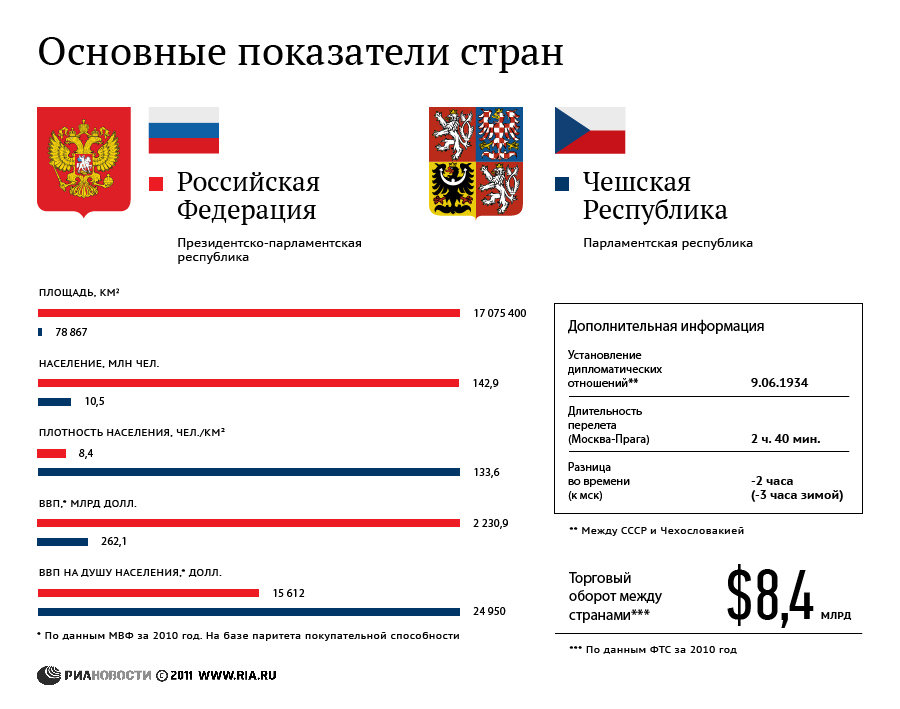 Основные показатели стран
Российская
Федерация
Президентско-парламентская
республика
Чешская
Республика
Парламентская республика
ПЛОЩАДЬ, КМ²
17 075 400
78 867
НАСЕЛЕНИЕ, МЛН ЧЕЛ.
142,9
10,5
ПЛОТНОСТЬ НАСЕЛЕНИЯ, ЧЕЛ./КМ²
8,4
133,6
ВВП,* МЛРД ДОЛЛ.
2 230,9
262,1
ВВП НА ДУШУ НАСЕЛЕНИЯ,* ДОЛЛ.
15 612
24 950
* По данным МВФ за 2010 год. На базе паритета покупательной способности
Дополнительная информация
Установление
дипломатических
отношений** 9.06.1934
Длительность
перелета
(Москва-Прага) 2 ч. 40 мин.
Разница
во времени -2 часа
(к мск) (-3 часа зимой)
** Между СССР и Чехословакией
Торговый
оборот между
странами*** $8,4 МЛРД
*** По данным ФТС за 2010 год
РИАНОВОСТИ © 2011 WWW.RIA.RU